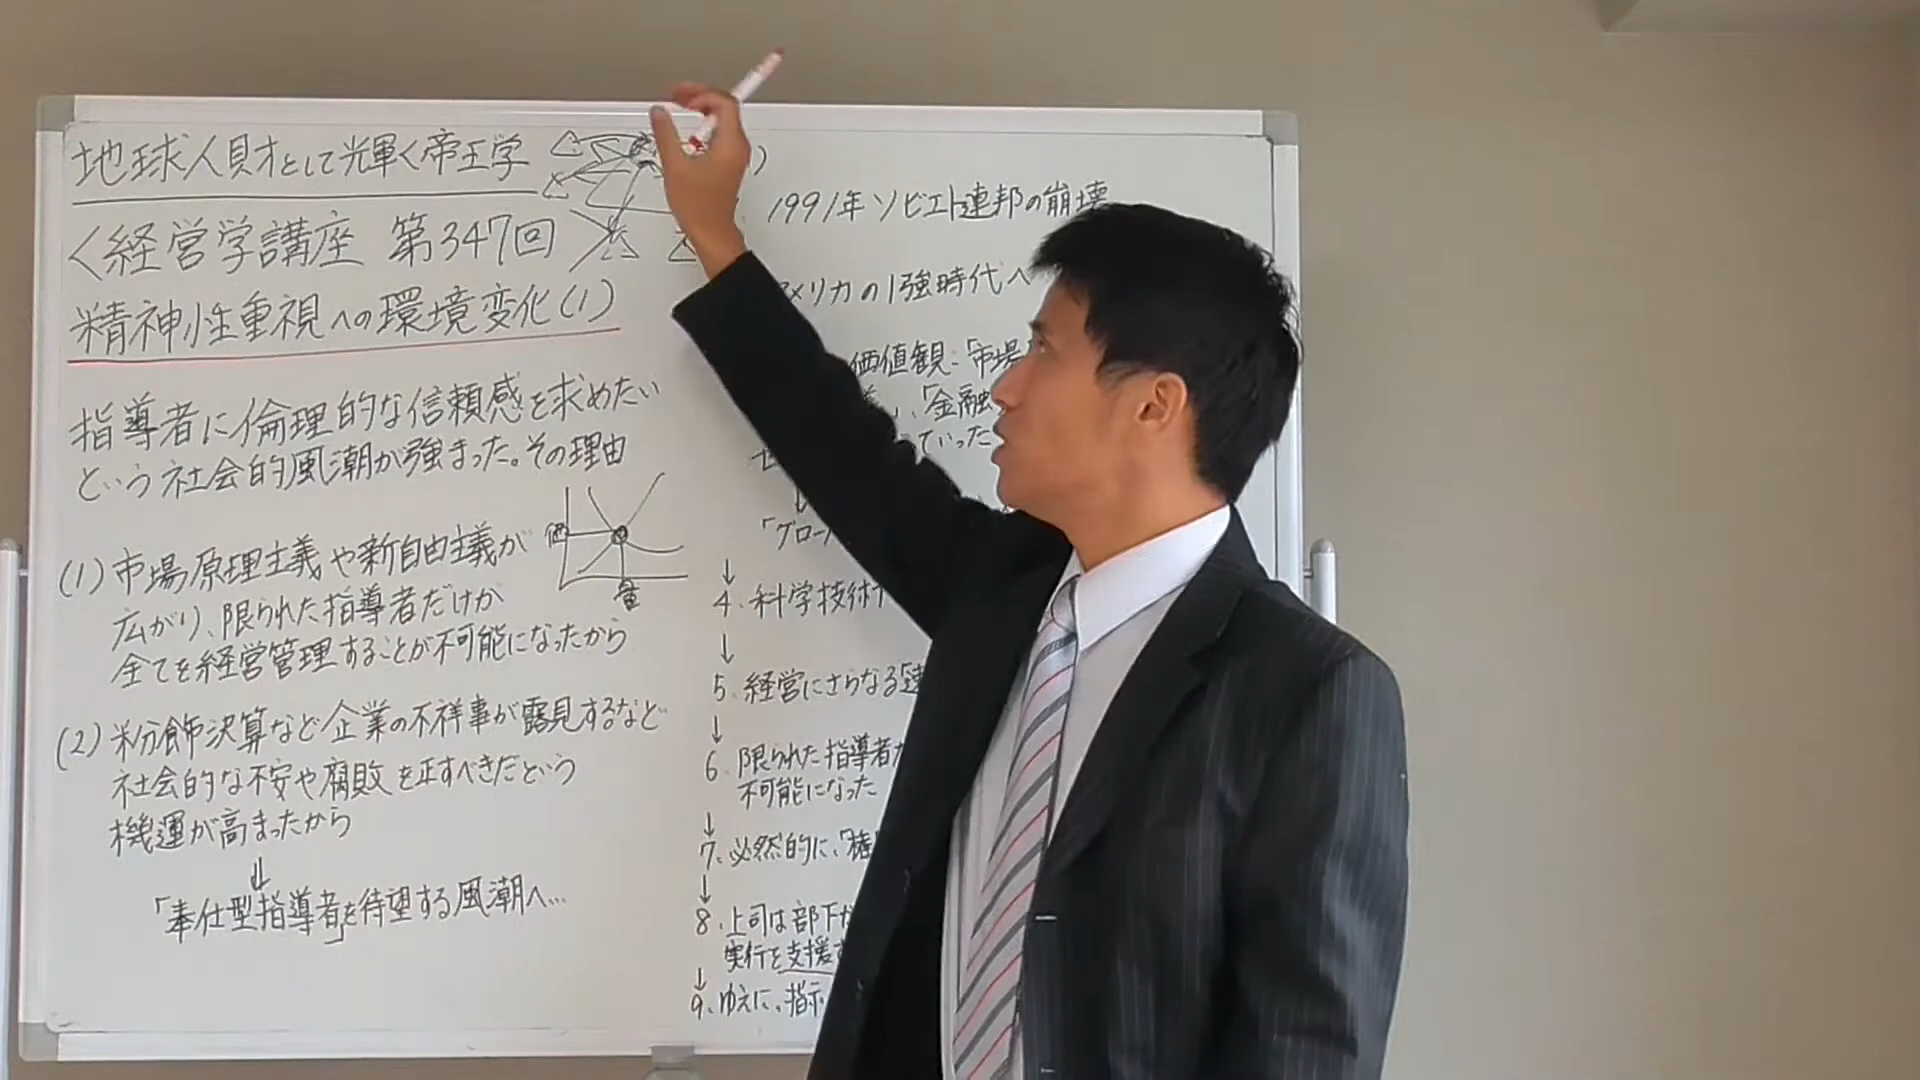 地球人財として輝く帝王学
<経営学講座 第347回
精神性重視への環境変化(1)
指導者に倫理的な信頼感を求めたい
という社会的風潮が強まった。その理由
(1)市場原理主義や新自由主義が
広がり、限られた指導者だけが
全てを経営管理することが不可能になったから
価
量
(2)粉飾決算など企業の不祥事が露見するなど
社会的な不安や腐敗を正すべきだという
機運が高まったから
⇓
「奉仕型指導者」を待望する風潮へ…
)
1991年ソビエト連邦の崩壊
メリカの1強時代へ
価値観:「市場
、「金融
ていった
「グロー
↓
4.科学技術
↓
5.経営にさらなる「速
↓
6.限られた指導者
不可能になった
↓
7.必然的に、「権
↓
8.上司は部下が
実行を支援す
↓
9.ゆえに、指示